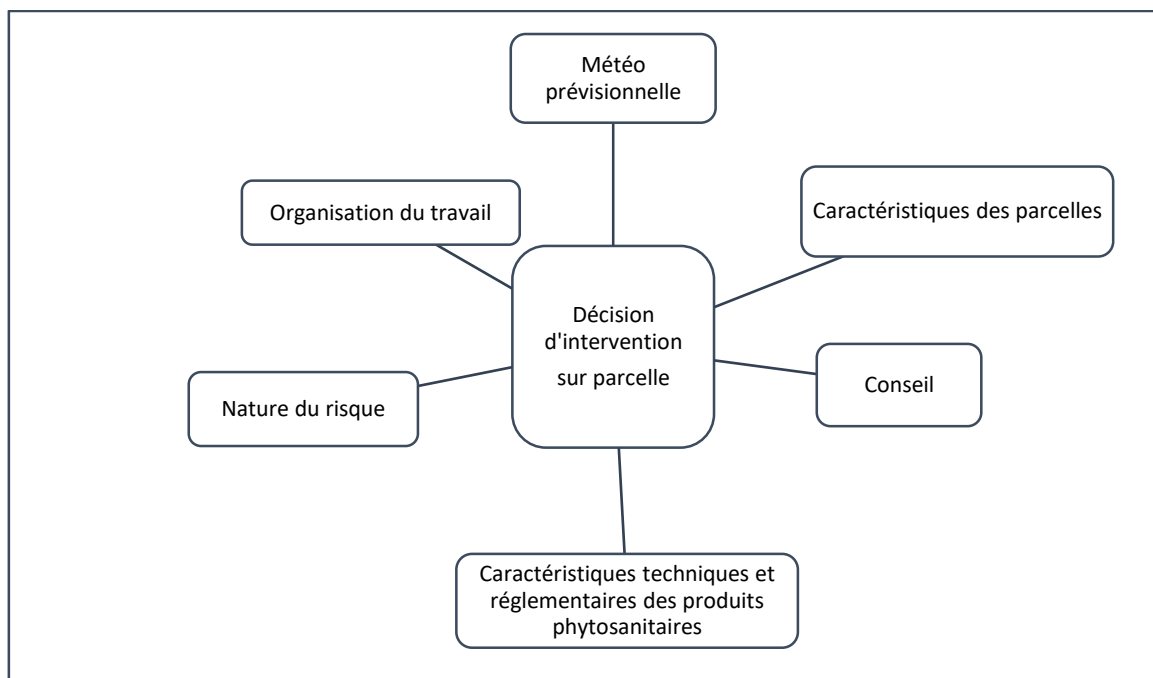 Météo
prévisionnelle
Organisation du travail
Caractéristiques des parcelles
Décision
d'intervention
sur parcelle
Nature du risque
Conseil
Caractéristiques techniques et
réglementaires des produits
phytosanitaires